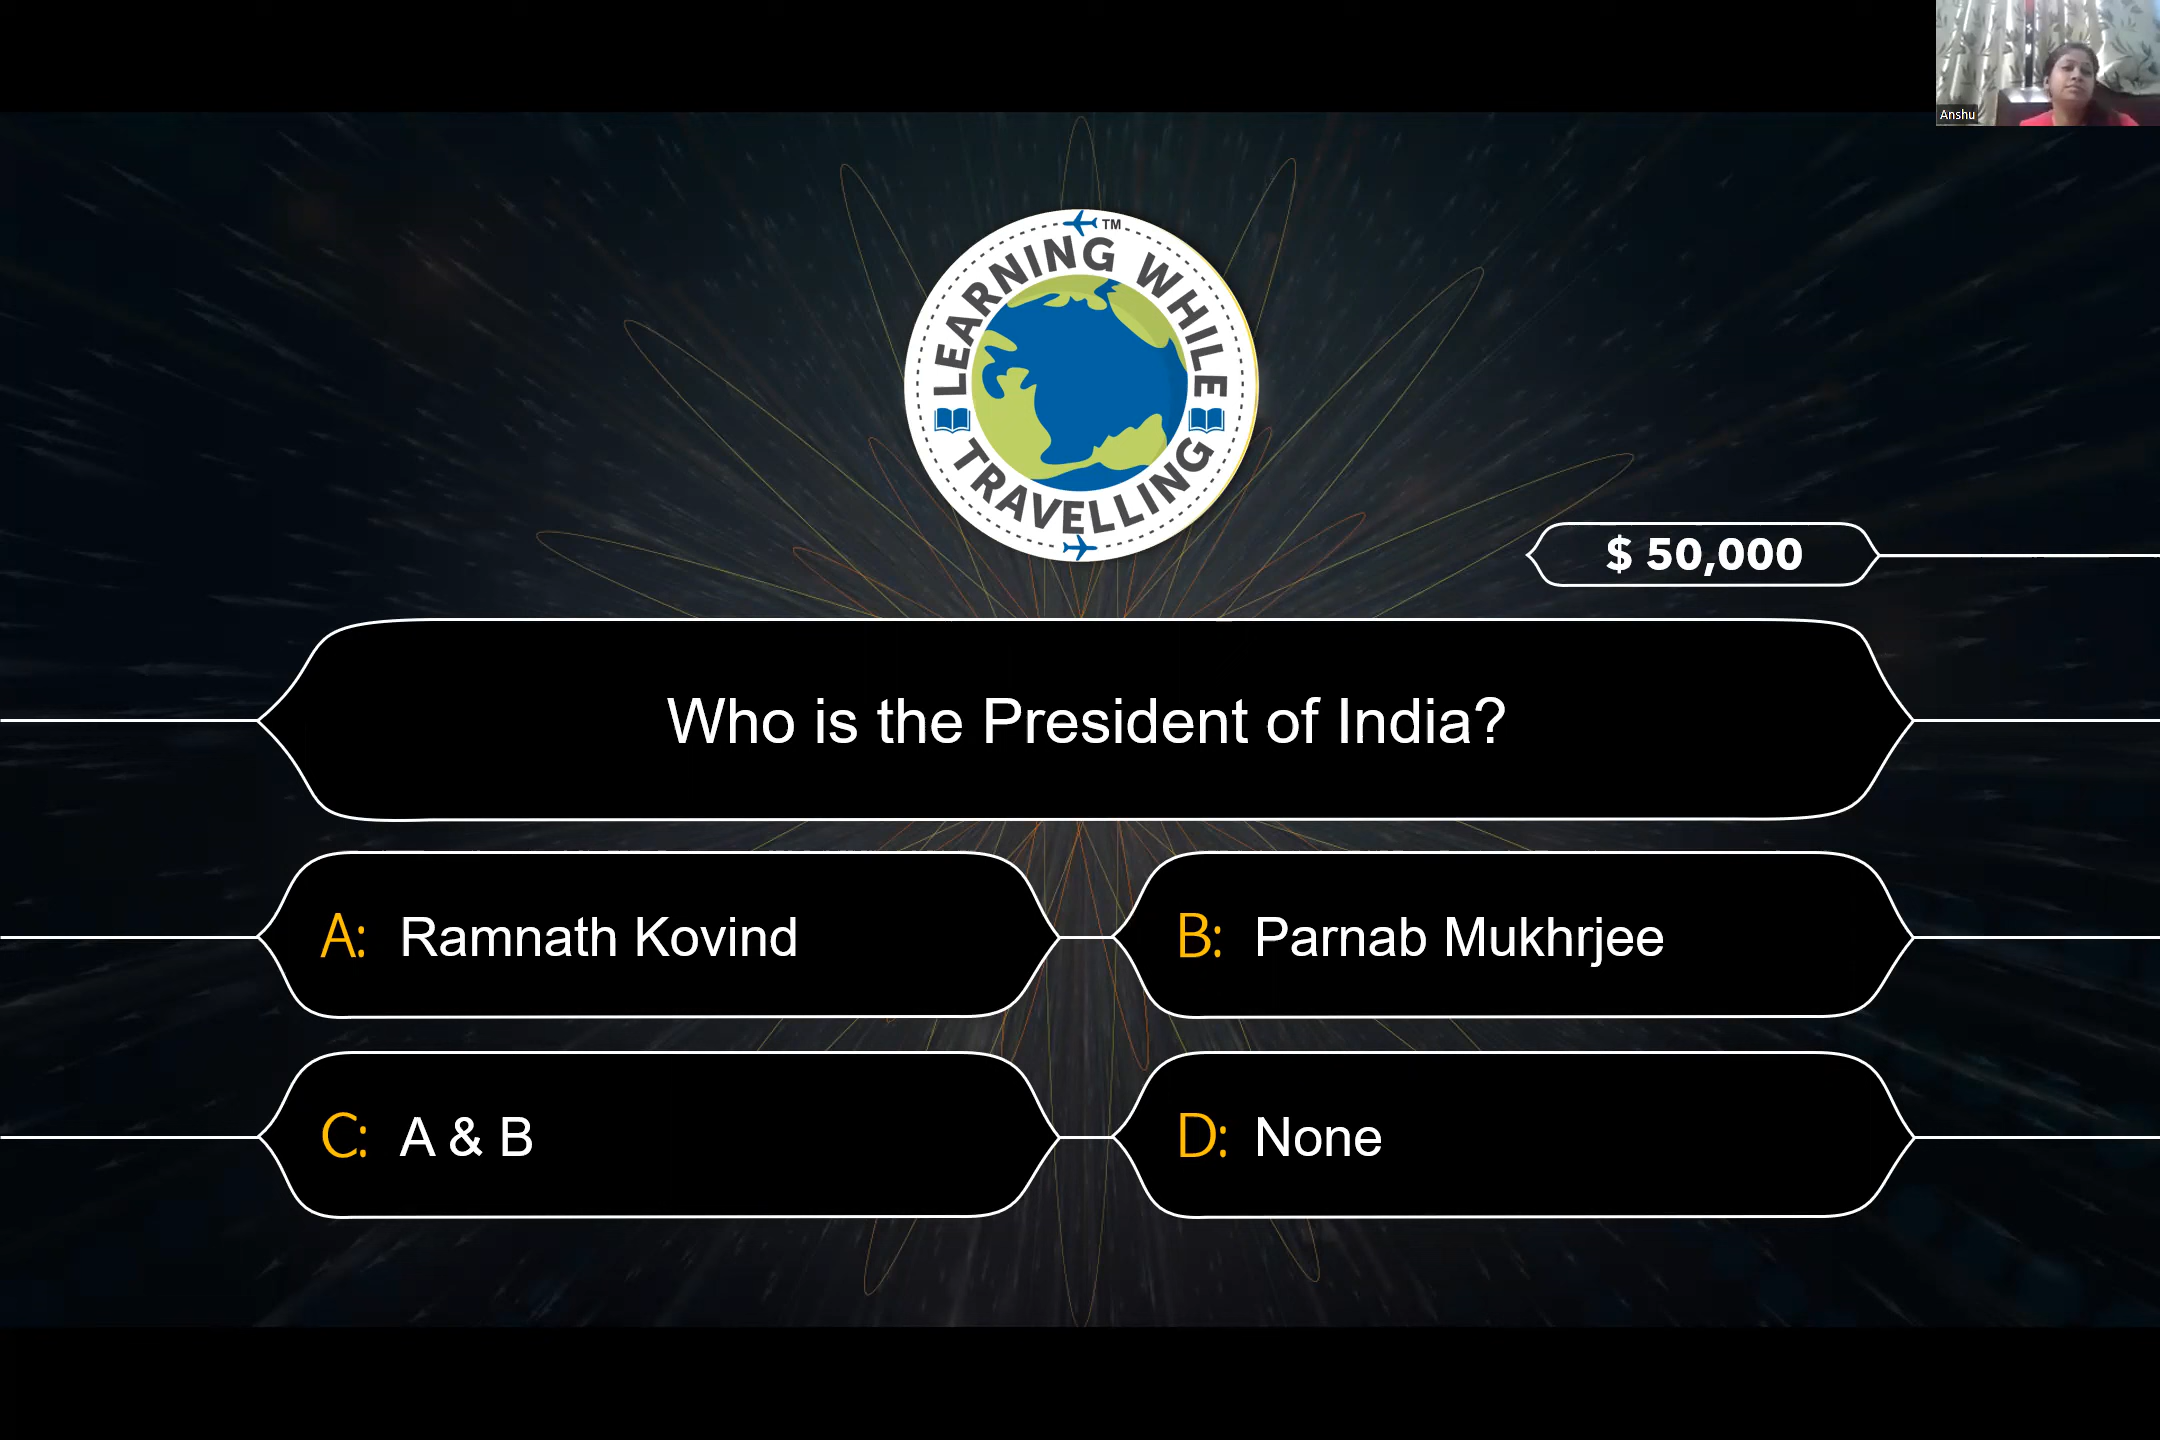 Anshu
TM
LEARNING WHILE
TRAVELLING
$ 50,000
Who is the President of India?
A: Ramnath Kovind
B: Parnab Mukhrjee
C: A & B
D: None